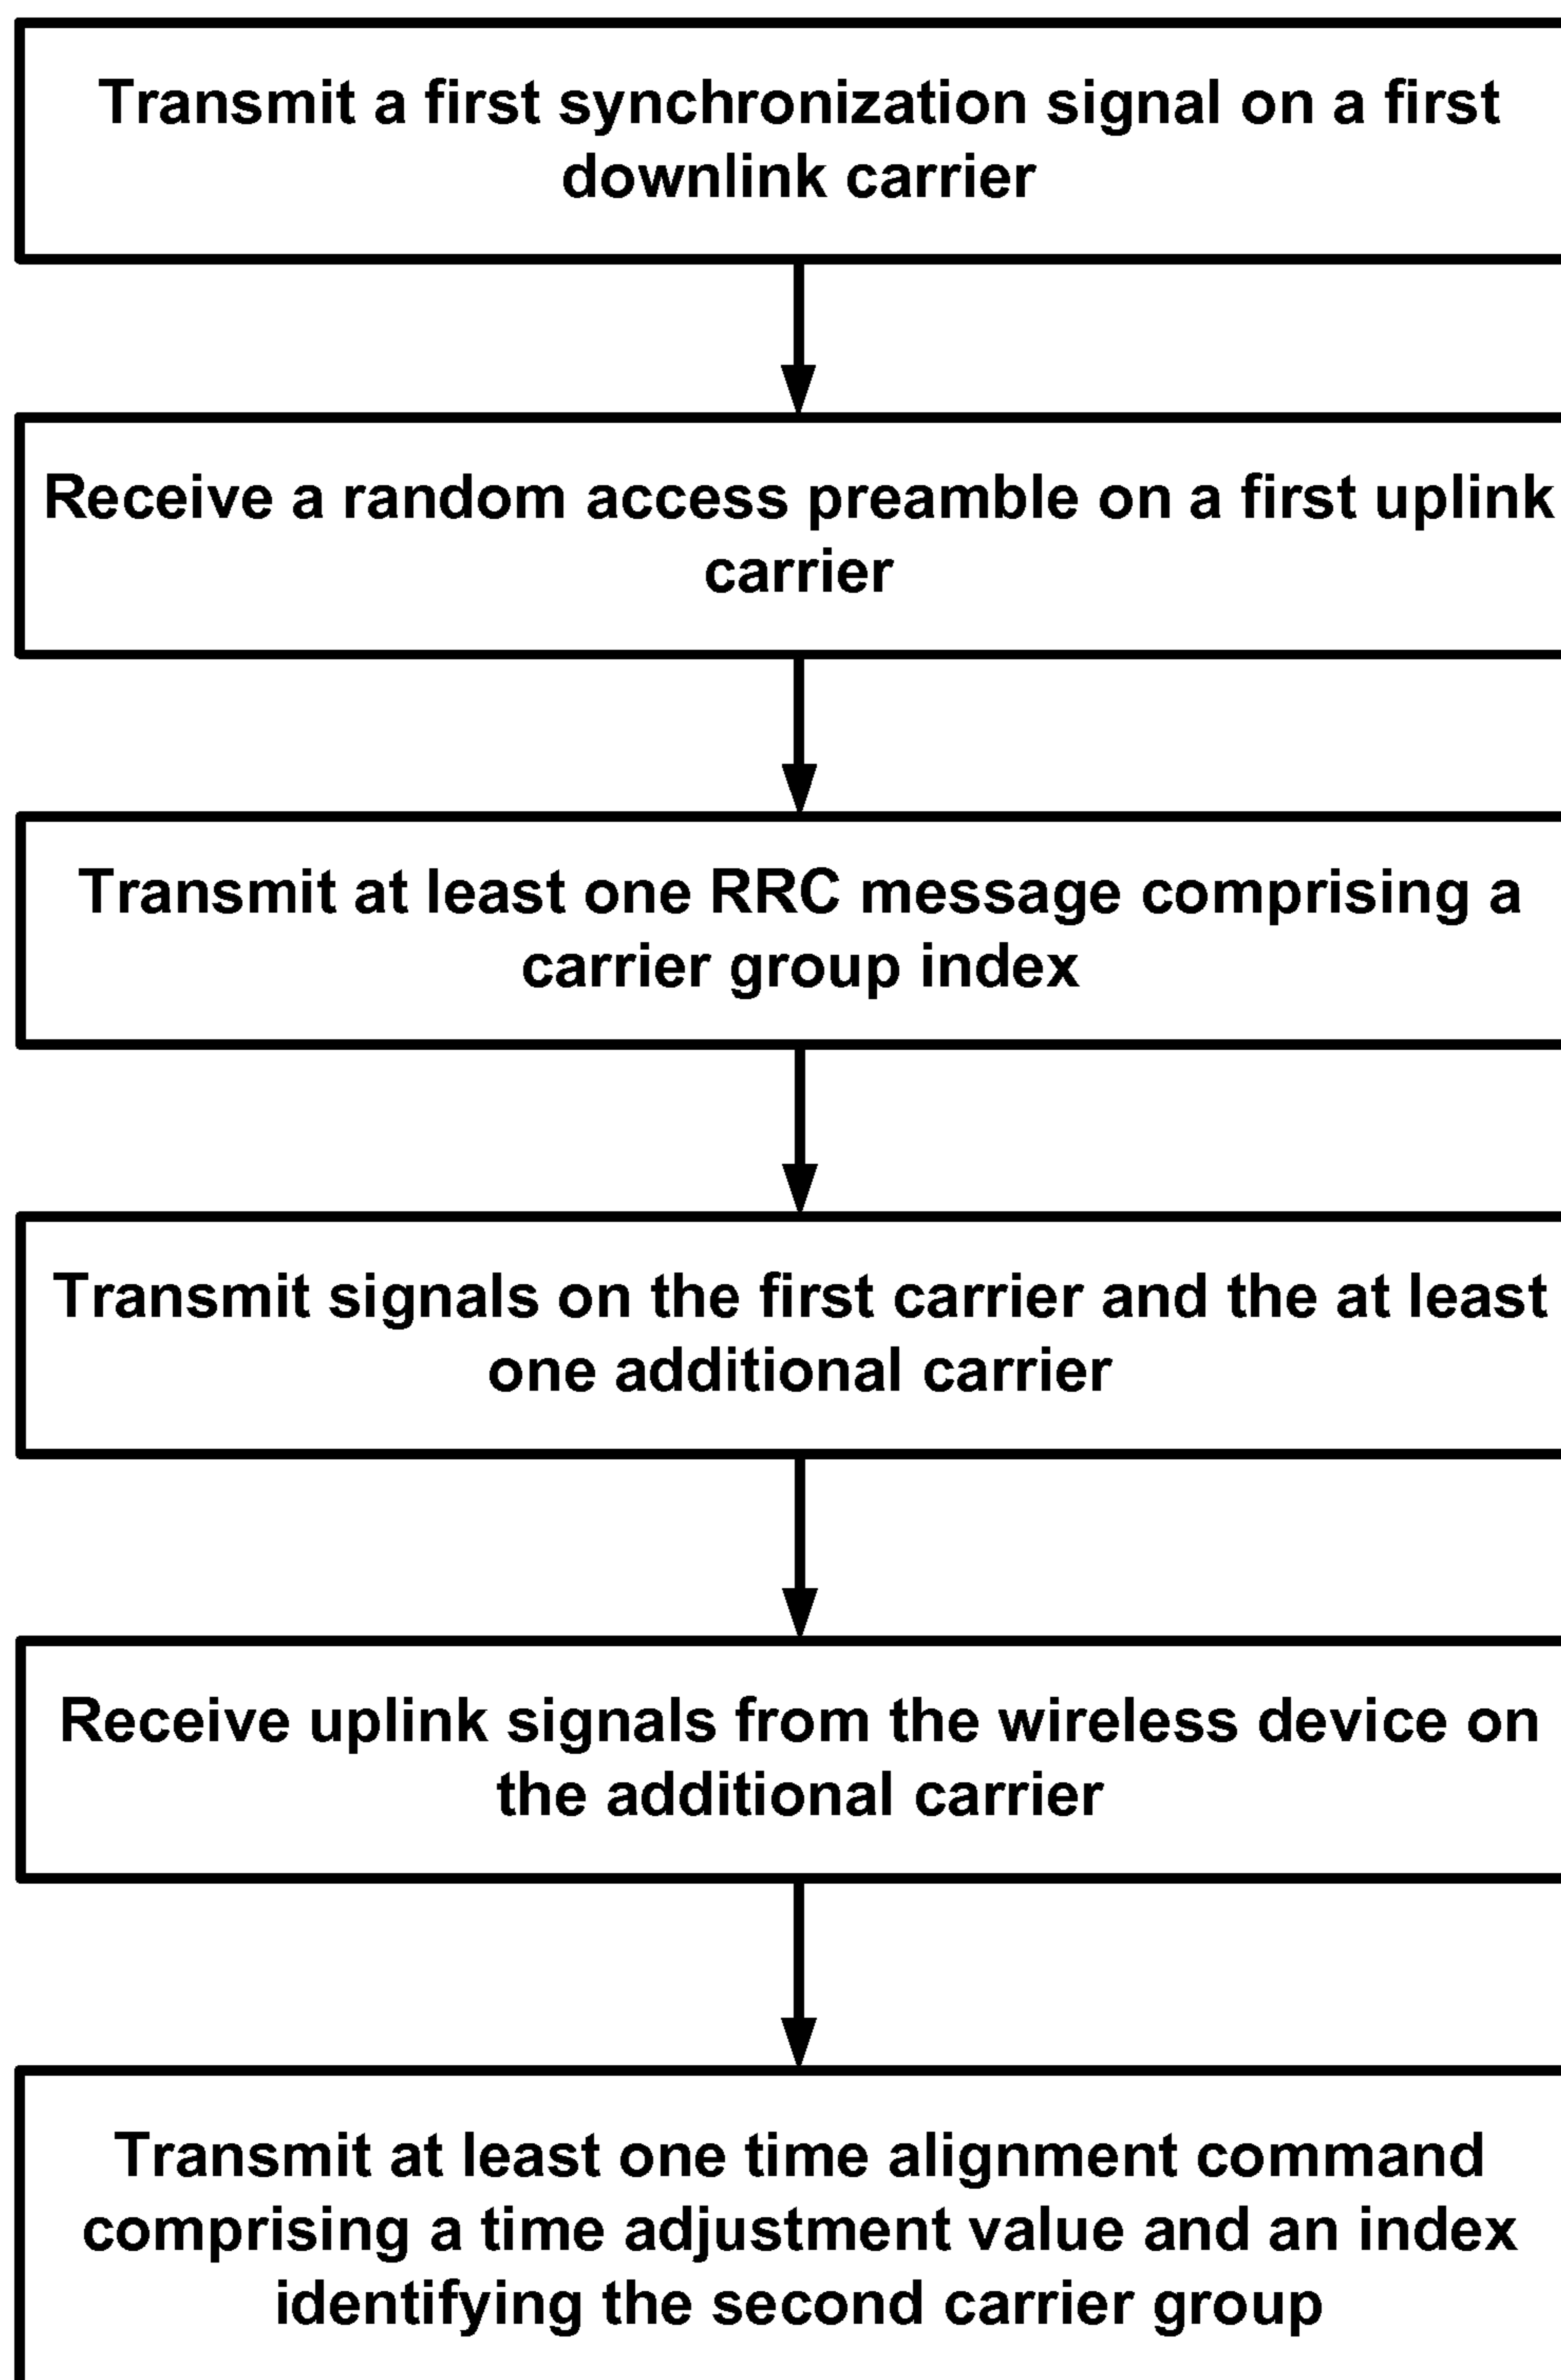 Transmit a first synchronization signal on a first
downlink carrier
Receive a random access preamble on a first uplink
carrier
Transmit at least one RRC message comprising a
carrier group index
Transmit signals on the first carrier and the at least
one additional carrier
Receive uplink signals from the wireless device on
the additional carrier
Transmit at least one time alignment command
comprising a time adjustment value and an index
identifying the second carrier group